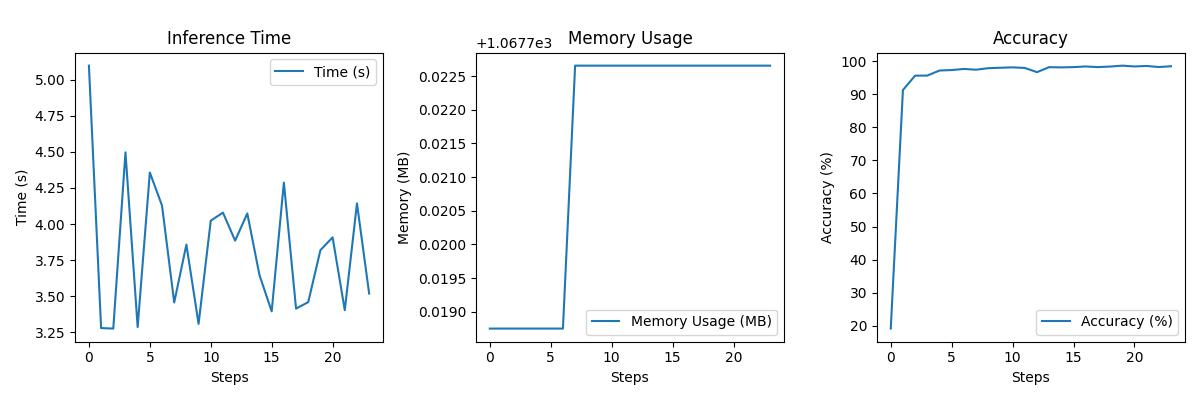 Inference Time
Time (s)
5.00
4.75
4.50
4.25
4.00
3.75
3.50
3.25
Time (s)
0 5 10 15 20
Steps
+1.0677e3 Memory Usage
0.0225
0.0220
0.0215
0.0210
0.0205
0.0200
0.0195
0.0190
Memory (MB)
Memory Usage (MB)
0 5 10 15 20
Steps
Accuracy
100
90
80
70
60
50
40
30
20
Accuracy (%)
Accuracy (%)
0 5 10 15 20
Steps